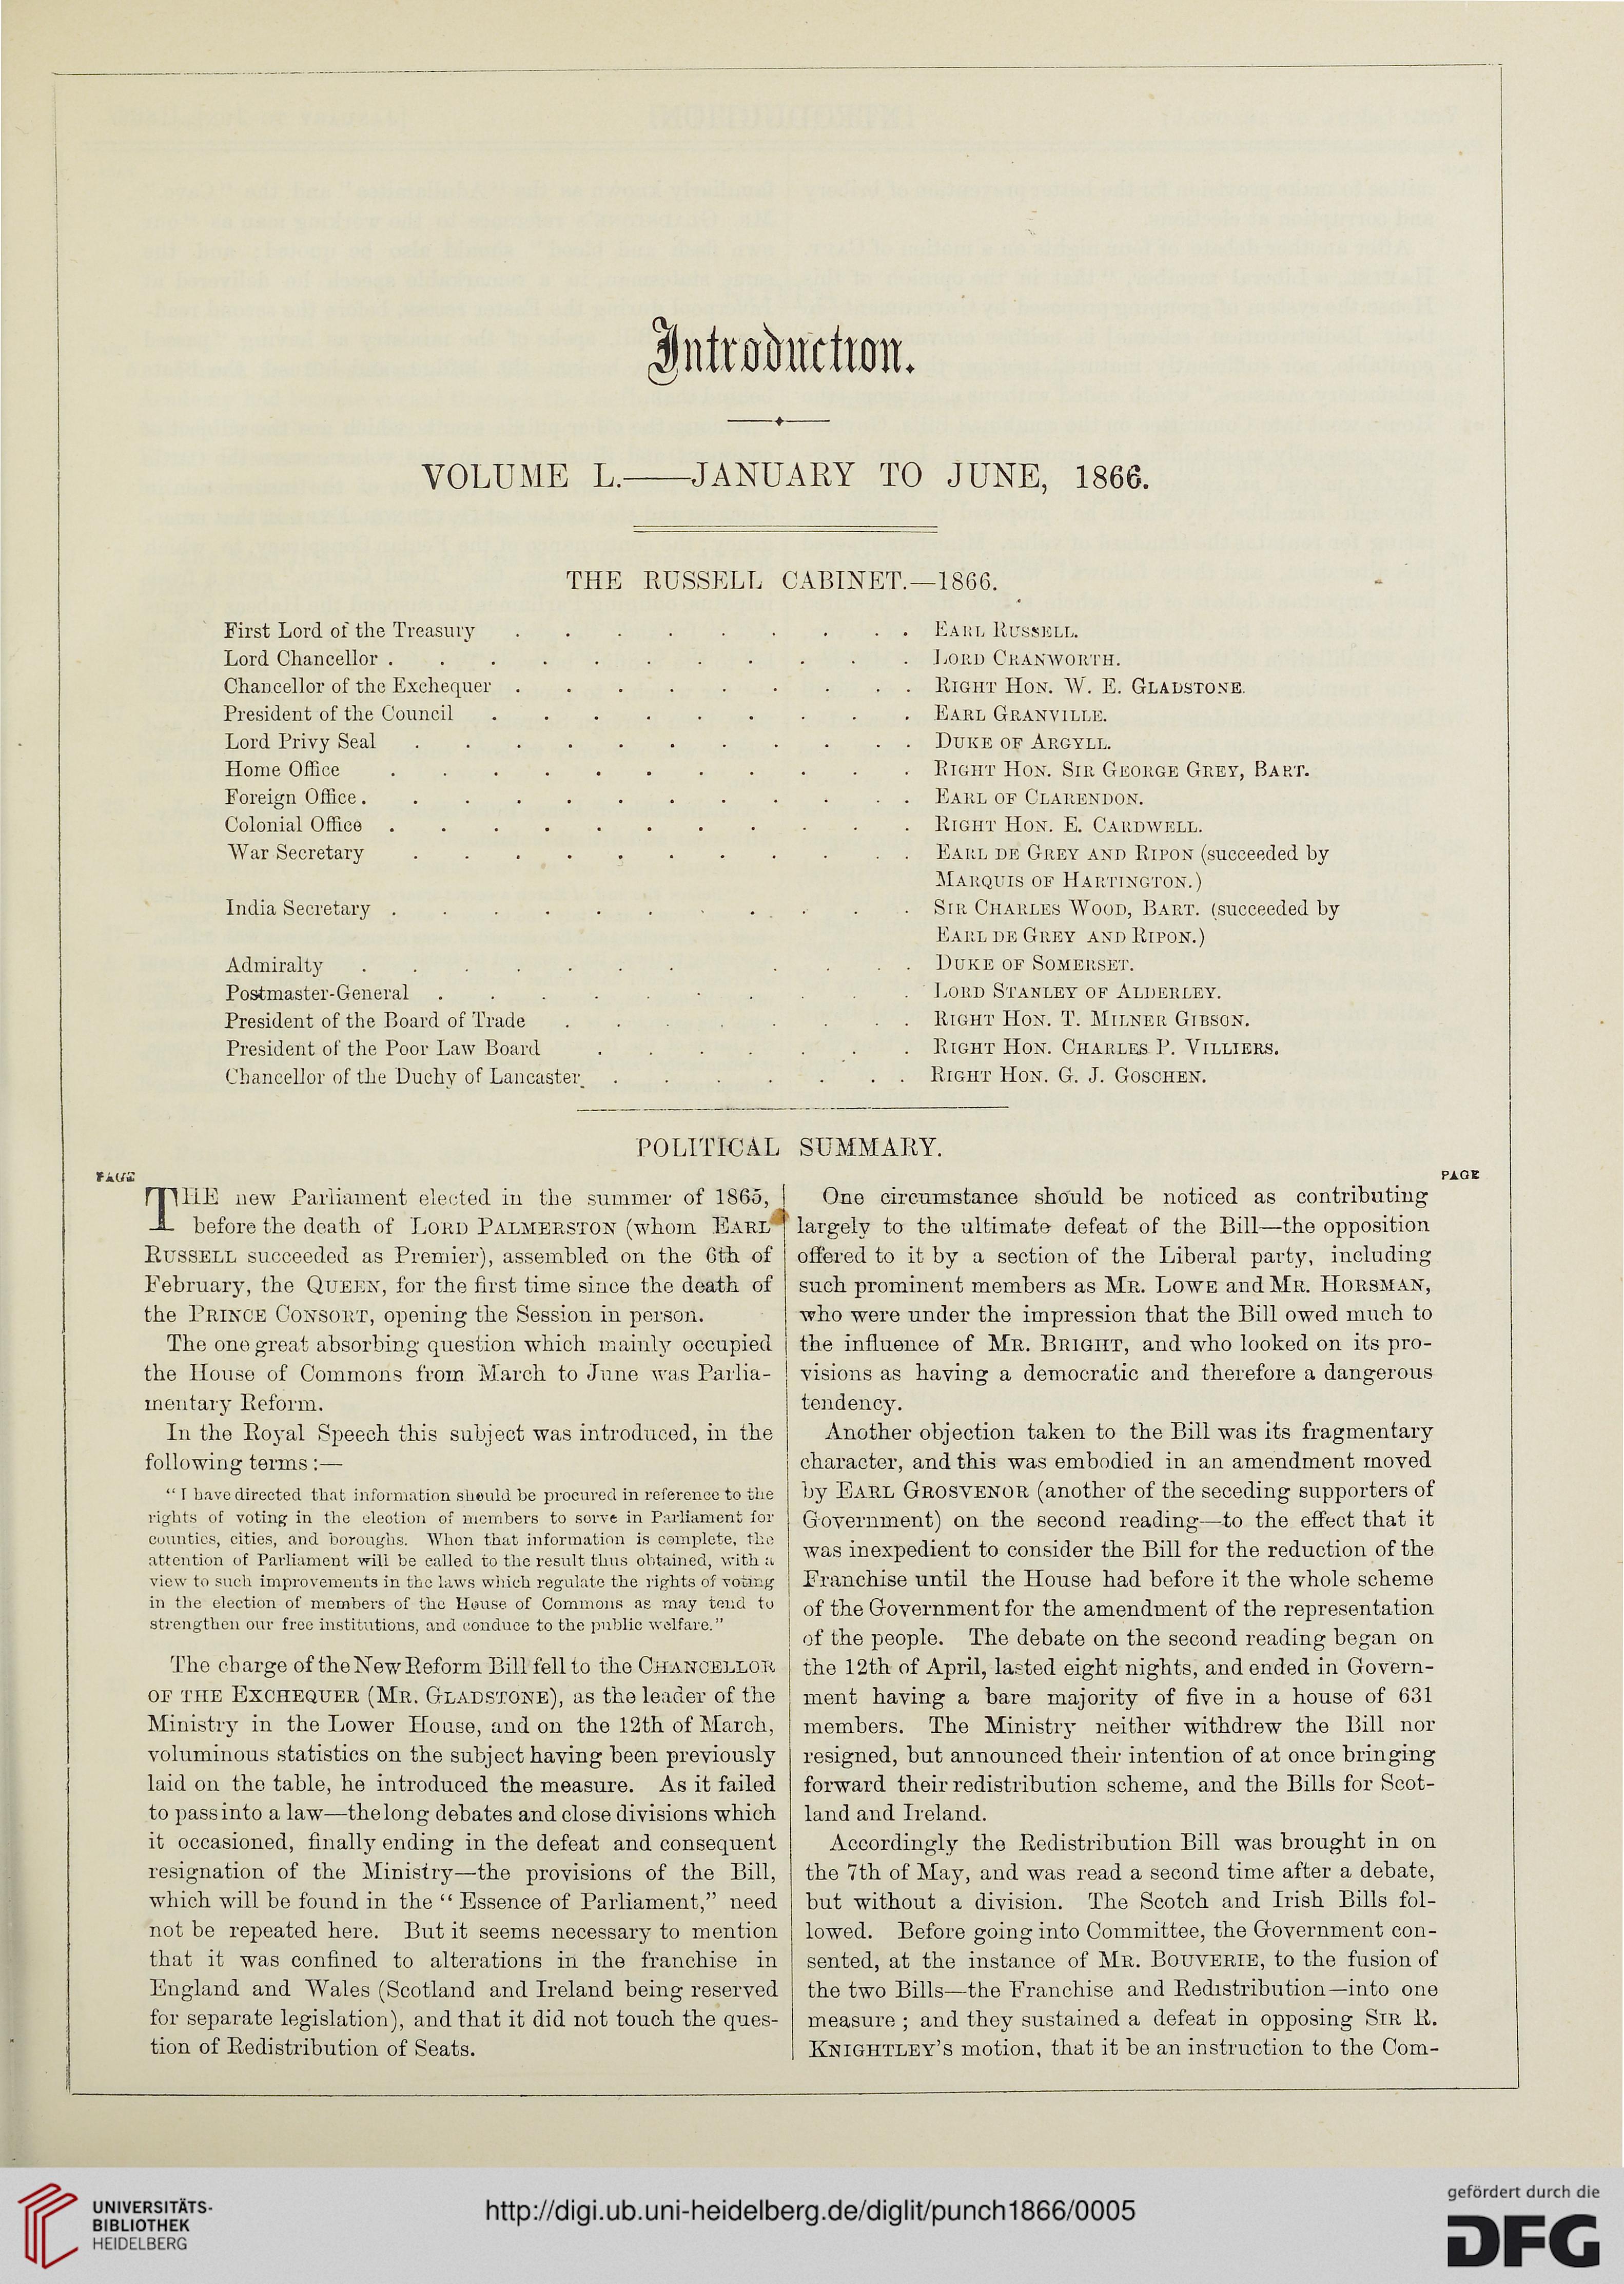 Introduction.
VOLUME L.——JANUARY TO JUNE, 1866.
THE RUSSELL CABINET.—1866.
First Lord of the Treasury . . . . . . . . . EARL RUSSELL.
Lord Chancellor . . . . . . . . . . . LORD CRANWORTH.
Chancellor of the Exchequer . . . . . . . . . RIGHT HON. W. E. GLADSTONE.
President of the Council . . . . . . . . . EARL GRANVILLE.
Lord Privy Seal . . . . . . . . . . . DUKE OF ARGYLL.
Home Office . . . . . . . . . . . RIGHT HON. SIR GEORGE GREY, BART.
Foreign Office . . . . . . . . . . . . EARL OF CLARENDON.
Colonial Office . . . . . . . . . . . RIGHT HON. E. CARDWELL.
War Secretary . . . . . . . . . . . EARL DE GREY AND RIPON (succeeded by
MARQUIS OF HARTINGTON.)
India Secretary . . . . . . . . . . . SIR CHARLES WOOD, BART. (succeeded by
EARL DE GREY AND RIPON.)
Admiralty . . . . . . . . . . . DUKE OF SOMERSET.
Postmaster-General . . . . . . . . . LORD STANLEY OF ALDERLEY.
President of the Board of Trade . . . . . . . . RIGHT HON. T. MILNER GIBSON.
President of the Poor Law Board . . . . . . . RIGHT HON. CHARLES P. VILLIERS.
Chancellor of the Duchy of Lancaster . . . . . . . RIGHT HON. G. J. GOSCHEN.
POLITICAL SUMMARY.
PAGE
THE new Parliament elected in the summer of 1865,
before the death of LORD PALMERSTON (whom EARL
RUSSELL succeeded as Premier), assembled on the 6th of
February, the QUEEN, for the first time since the death of
the PRINCE CONSORT, opening the Session in person.
The one great absorbing question which mainly occupied
the House of Commons from March to June was Parlia-
mentary Reform.
In the Royal Speech this subject was introduced, in the
following terms :—
“ I have directed that information should be procured in reference to the
rights of voting in the election of members to serve in Parliament for
counties, cities, and boroughs. When that information is complete, the
attention of Parliament will be called to the result thus obtained, with a
view to such improvements in the laws which regulate the rights of voting
in the election of members of the House of Commons as may tend to
strengthen our free institutions, and conduce to the public welfare.”
The charge of the New Reform Bill fell to the CHANCELLOR
OF THE EXCHEQUER (MR. GLADSTONE), as the leader of the
Ministry in the Lower House, and on the 12th of March,
voluminous statistics on the subject having been previously
laid on the table, he introduced the measure. As it failed
to pass into a law—the long debates and close divisions which
it occasioned, finally ending in the defeat and consequent
resignation of the Ministry—the provisions of the Bill,
which will be found in the “ Essence of Parliament,” need
not be repeated here. But it seems necessary to mention
that it was confined to alterations in the franchise in
England and Wales (Scotland and Ireland being reserved
for separate legislation), and that it did not touch the ques-
tion of Redistribution of Seats.
PAGE
One circumstance should be noticed as contributing
largely to the ultimate defeat of the Bill—the opposition
offered to it by a section of the Liberal party, including
such prominent members as MR. LOWE and MR. HORSMAN,
who were under the impression that the Bill owed much to
the influence of MR. BRIGHT, and who looked on its pro-
visions as having a democratic and therefore a dangerous
tendency.
Another objection taken to the Bill was its fragmentary
character, and this was embodied in an amendment moved
by EARL GROSVENOR (another of the seceding supporters of
Government) on the second reading—to the effect that it
was inexpedient to consider the Bill for the reduction of the
Franchise until the House had before it the whole scheme
of the Government for the amendment of the representation
of the people. The debate on the second reading began on
the 12th of April, lasted eight nights, and ended in Govern-
ment having a bare majority of five in a house of 631
members. The Ministry neither withdrew the Bill nor
resigned, but announced their intention of at once bringing
forward their redistribution scheme, and the Bills for Scot-
land and Ireland.
Accordingly the Redistribution Bill was brought in on
the 7th of May, and was read a second time after a debate,
but without a division. The Scotch and Irish Bills fol-
lowed. Before going into Committee, the Government con-
sented, at the instance of MR. BOUVERIE, to the fusion of
the two Bills—the Franchise and Redistribution—into one
measure ; and they sustained a defeat in opposing SIR R.
KNIGHTLEY’S motion, that it be an instruction to the Com-
UNIVERSITÄTS-
BIBLIOTHEK
HEIDELBERG
http://digi.ub.uni-heidelberg.de/diglit/punch1866/0005
gefördert durch die
DFG